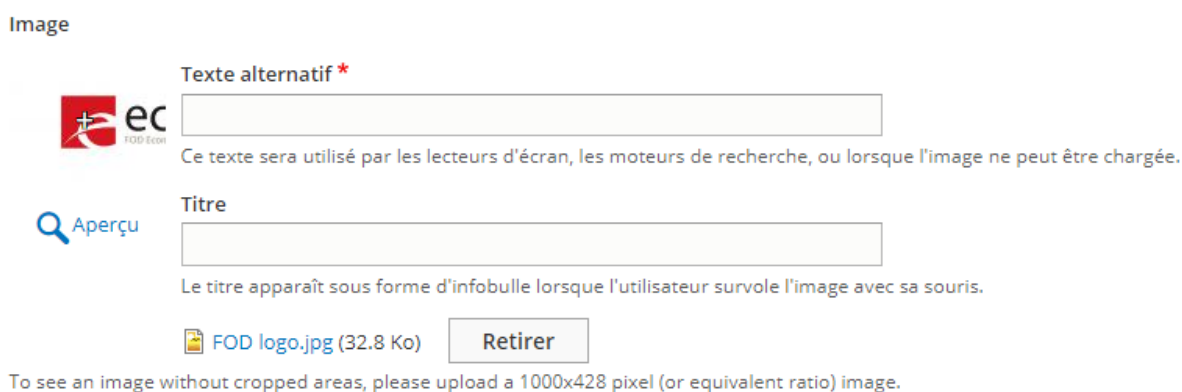 Image
Texte alternatif *
ec
FOD Econ
Ce texte sera utilisé par les lecteurs d'écran, les moteurs de recherche, ou lorsque l'image ne peut être chargée.
Aperçu
Titre
Le titre apparaît sous forme d'infobulle lorsque l'utilisateur survole l'image avec sa souris.
FOD logo.jpg (32.8 Ko) Retirer
To see an image without cropped areas, please upload a 1000x428 pixel (or equivalent ratio) image.